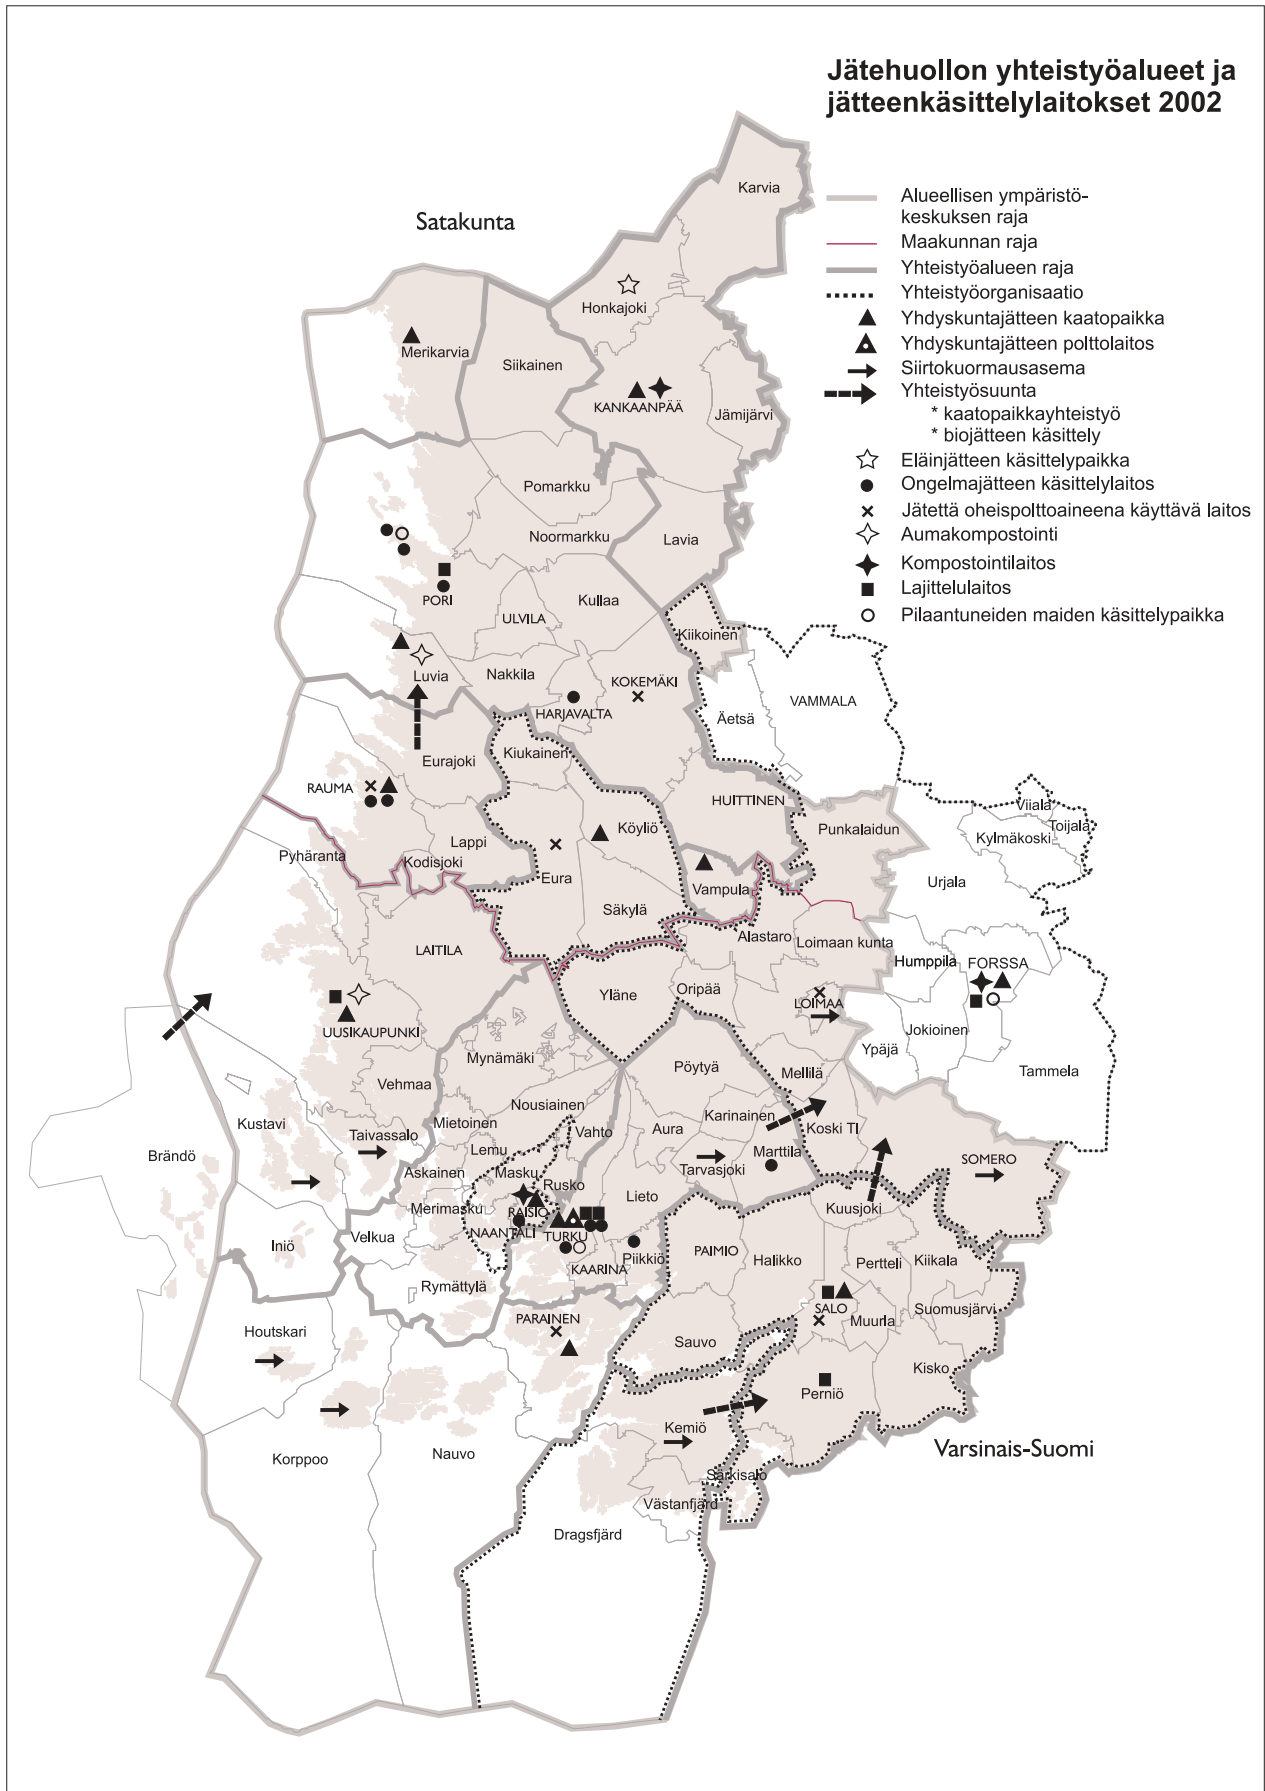 Jätehuollon yhteistyöalueet ja
jätteenkäsittelylaitokset 2002
Alueellisen ympäristö-
keskuksen raja
Maakunnan raja
Yhteistyöalueen raja
Yhteistyöorganisaatio
Yhdyskuntajätteen kaatopaikka
Yhdyskuntajätteen polttolaitos
Siirtokuormausasema
Yhteistyösuunta
* kaatopaikkayhteistyö
* biojätteen käsittely
Eläinjätteen käsittelypaikka
Ongelmajätteen käsittelylaitos
Jätettä oheispolttoaineena käyttävä laitos
Aumakompostointi
Kompostointilaitos
Lajittelulaitos
Pilaantuneiden maiden käsittelypaikka
Satakunta
Karvia
Honkajoki
Merikarvia
Siikainen
KANKAANPÄÄ
Jämijärvi
Pomarkku
Noormarkku
Lavia
PORI
ULVILA
Kullaa
Kiikoinen
Luvia
Nakkila
KOKEMÄKI
HARJAVALTA
Äetsä
VAMMALA
Eurajoki
Kiukainen
RAUMA
HUITTINEN
Punkalaidun
Viiala
Toijala
Kylmäkoski
Köyliö
Lappi
Pyhäranta
Kodisjoki
Eura
Vampula
Urjala
Säkylä
LAITILA
Alastaro
Loimaan kunta
Humppila
FORSSA
Yläne
Oripää
LOIMAA
UUSIKAUPUNKI
Jokioinen
Ypäjä
Mynämäki
Pöytyä
Mellilä
Tammela
Vehmaa
Nousiainen
Karinainen
Kustavi
Taivassalo
Mietoinen
Vahto
Aura
Koski Tl
Brändö
Lemu
Marttila
SOMERO
Askainen
Masku
Tarvasjoki
Rusko
Lieto
Merimasku
RAISIO
Kuusjoki
Iniö
Velkua
NAANTALI
TURKU
Piikkiö
PAIMIO
Halikko
Pertteli
Kiikala
KAARINA
Rymättylä
SALO
Suomusjärvi
Houtskari
PARAINEN
Muurla
Sauvo
Kisko
Perniö
Kemiö
Korppoo
Nauvo
Varsinais-Suomi
Särkisalo
Västanfjärd
Dragsfjärd